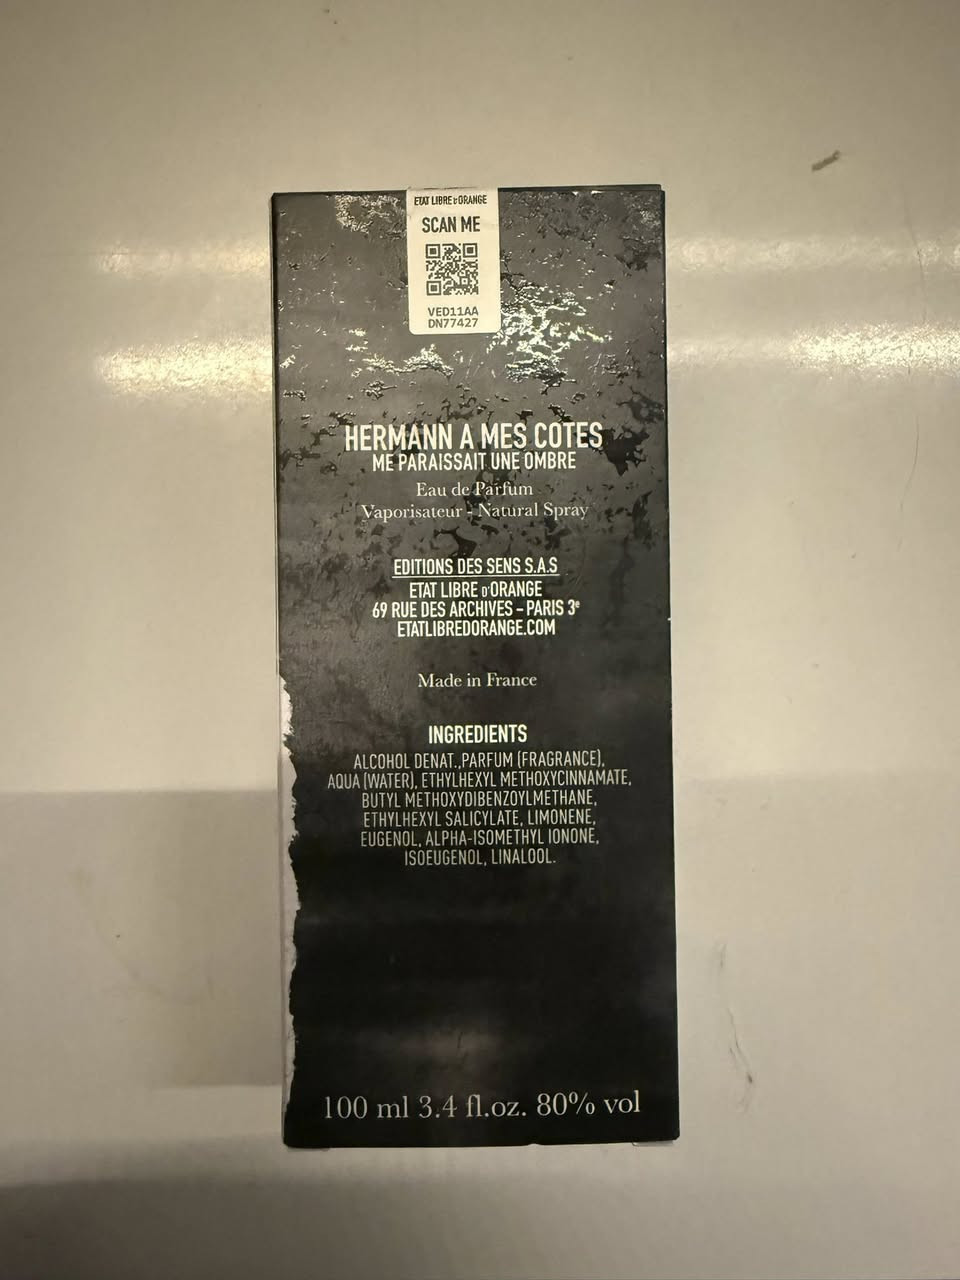 ETAT LIBRE D'ORANGE
SCAN ME
VED11AA
DN77427
HERMANN A MES COTES
ME PARAISSAIT UNE OMBRE
Eau de Parfum
Vaporisateur - Natural Spray
EDITIONS DES SENS S.A.S
ETAT LIBRE D'ORANGE
69 RUE DES ARCHIVES – PARIS 3e
ETATLIBREDORANGE.COM
Made in France
INGREDIENTS
ALCOHOL DENAT.,PARFUM (FRAGRANCE),
AQUA (WATER), ETHYLHEXYL METHOXYCINNAMATE,
BUTYL METHOXYDIBENZOYLMETHANE,
ETHYLHEXYL SALICYLATE, LIMONENE,
EUGENOL, ALPHA-ISOMETHYL IONONE,
ISOEUGENOL, LINALOOL.
100 ml 3.4 fl.oz. 80% vol